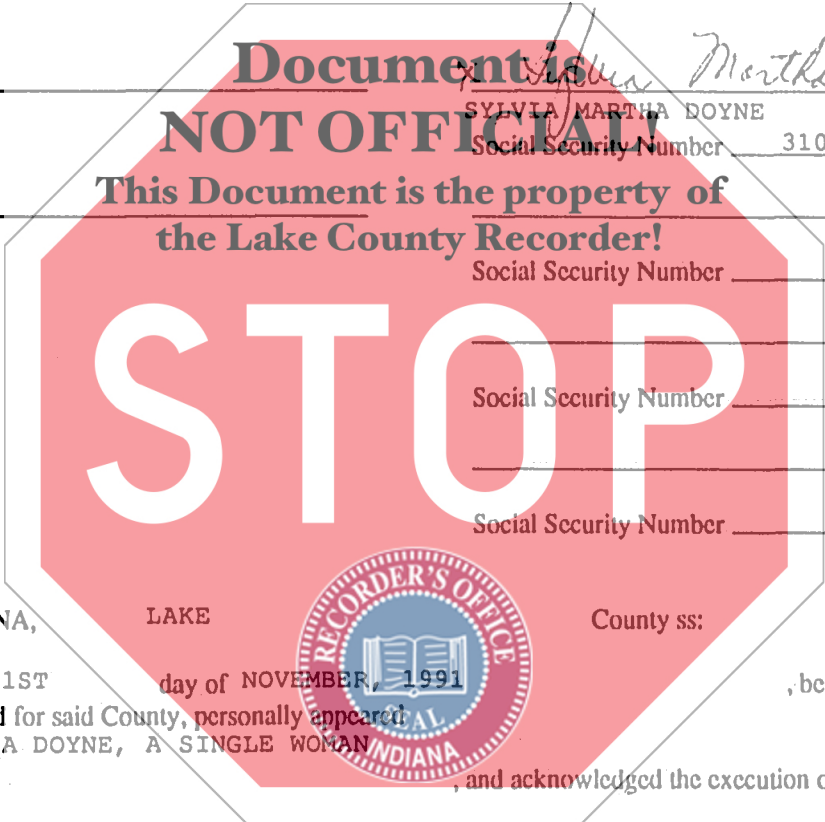 Document is
NOT OFFICIAL!
This Document is the property of
the Lake County Recorder!
STOP
x Sylvia Martha
SYLVIA MARTHA DOYNE
Social Security Number 310
Social Security Number
Social Security Number
Social Security Number
NA, LAKE County ss:
1ST day of NOVEMBER, 1991 , be
d for said County, personally appeared
A DOYNE, A SINGLE WOMAN
, and acknowledged the execution o
RECORDER'S OFFICE
SEAL
INDIANA